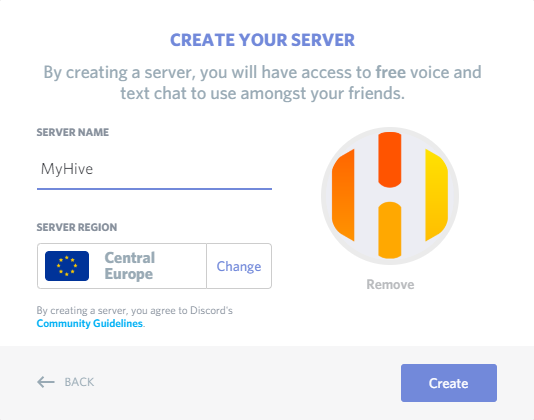 CREATE YOUR SERVER
By creating a server, you will have access to free voice and
text chat to use amongst your friends.
SERVER NAME
MyHive
SERVER REGION
Central
Europe
Change
Remove
By creating a server, you agree to Discord's
Community Guidelines.
BACK
Create